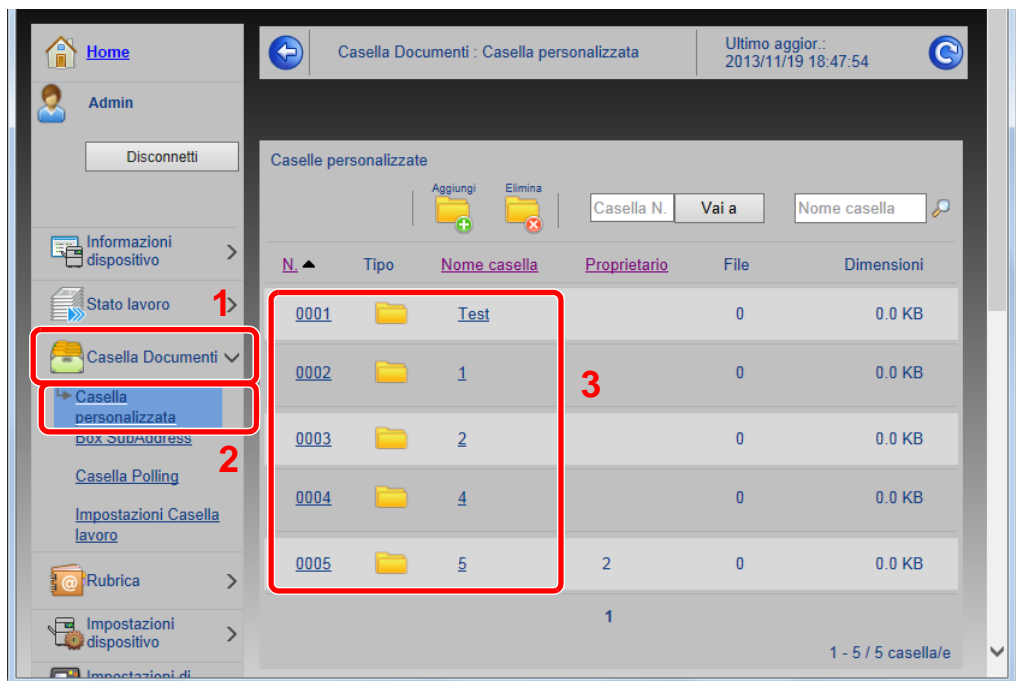 Home
Admin
Disconnetti
Informazioni
dispositivo
Stato lavoro
1
Casella Documenti
Casella
personalizzata
2
Box SubAddress
Casella Polling
Impostazioni Casella
lavoro
Rubrica
Impostazioni
dispositivo
Impostazioni di
Casella Documenti : Casella personalizzata
Ultimo aggior.:
2013/11/19 18:47:54
Caselle personalizzate
Aggiungi Elimina
Casella N. Vai a Nome casella
N. Tipo Nome casella Proprietario File Dimensioni
0001 Test 0 0.0 KB
0002 1 0 0.0 KB
3
0003 2 0 0.0 KB
0004 4 0 0.0 KB
0005 5 2 0 0.0 KB
1
1 - 5 / 5 casella/e